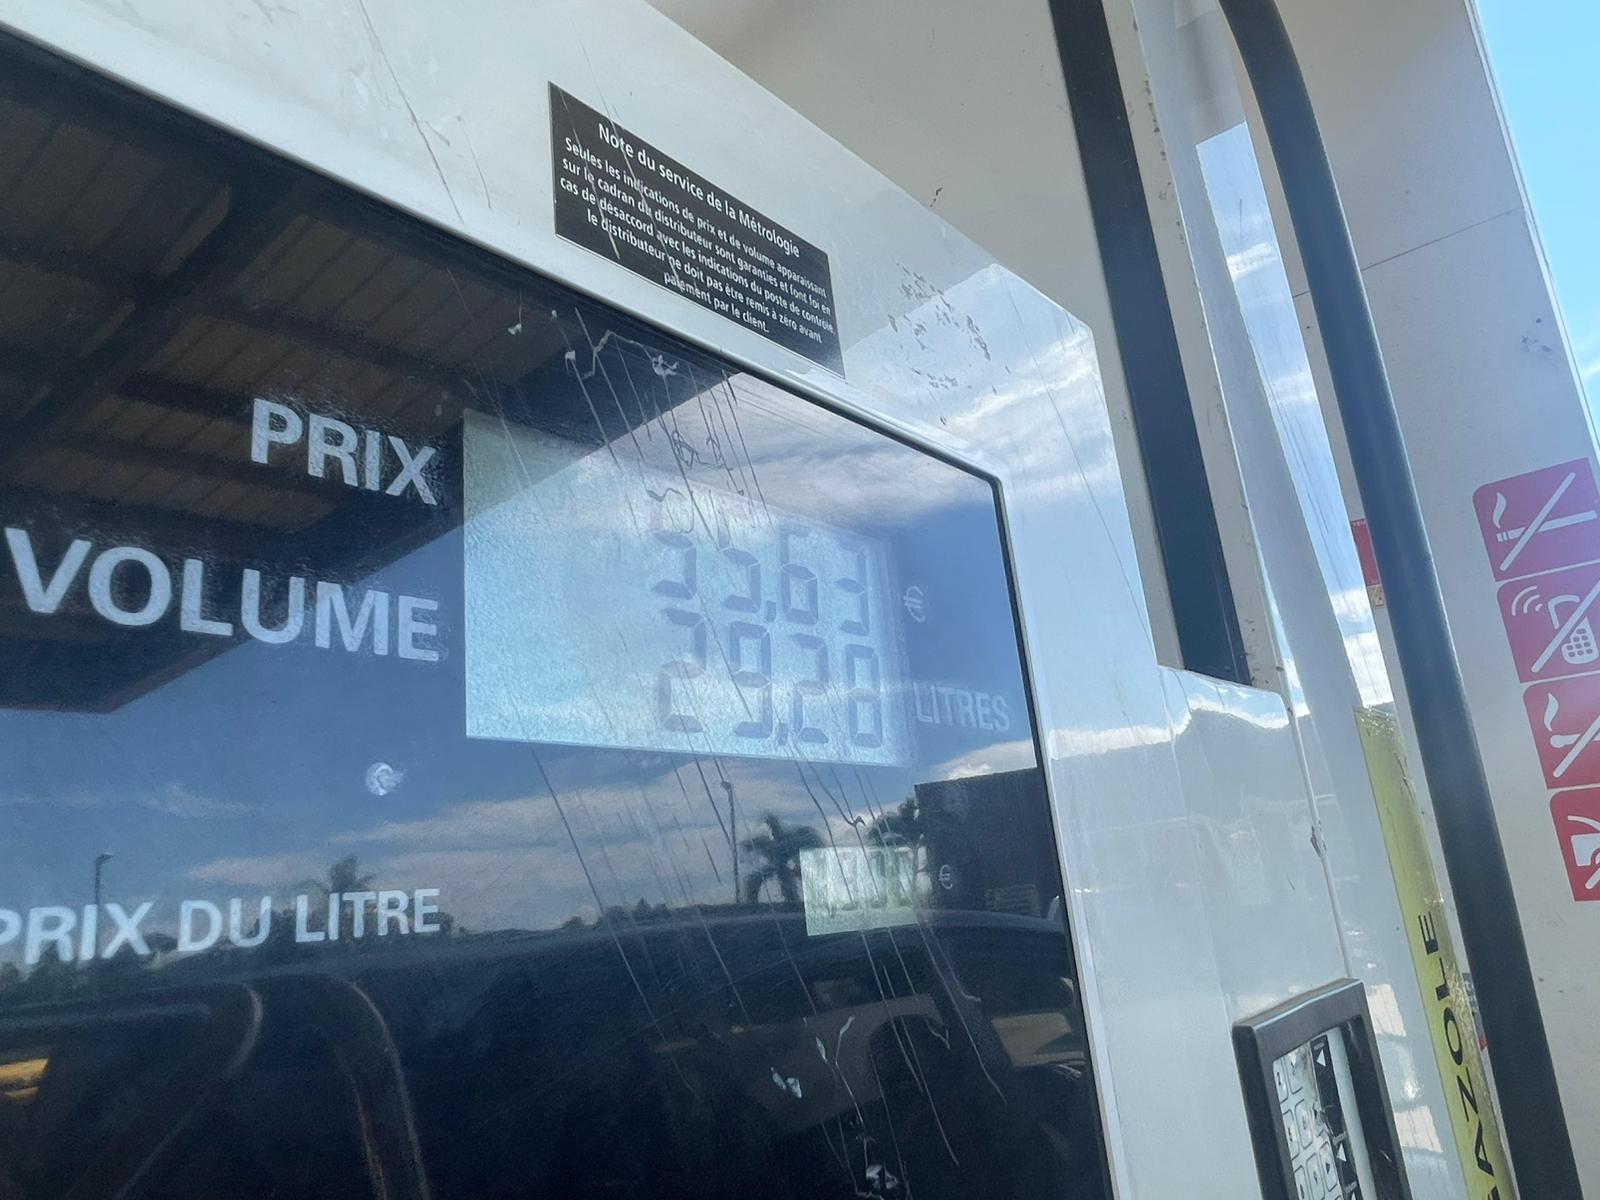 Note du service de la Métrologie
Seules les indications de prix et de volume apparaissant
sur le cadran du distributeur sont garanties et font foi en
cas de désaccord avec les indications du poste de contrôle.
le distributeur ne doit pas être remis à zéro avant
paiement par le client.
PRIX 35,63 €
VOLUME 29,28 LITRES
PRIX DU LITRE €
GAZOLE